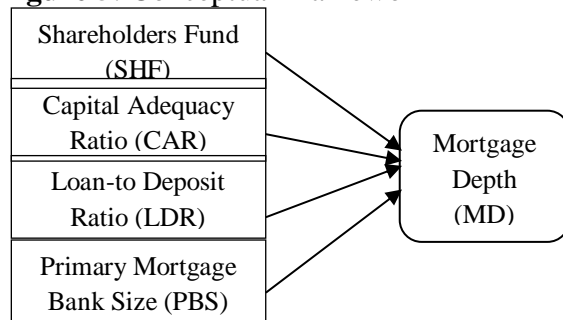 Shareholders Fund
(SHF)
Capital Adequacy
Ratio (CAR)
Loan-to Deposit
Ratio (LDR)
Primary Mortgage
Bank Size (PBS)
Mortgage
Depth
(MD)